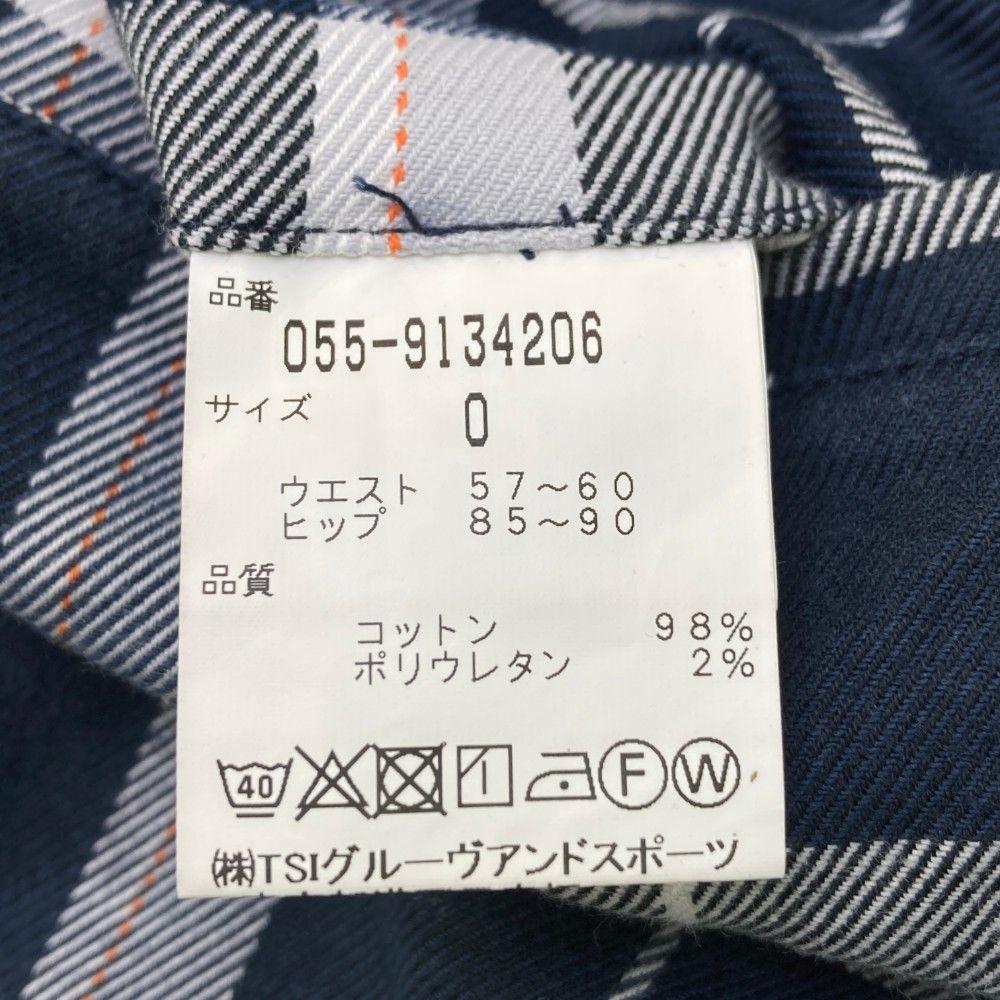 品番
055-9134206
サイズ 0
ウエスト 57～60
ヒップ 85～90
品質
コットン 98%
ポリウレタン 2%
40 F W
㈱TSIグルーヴアンドスポーツ